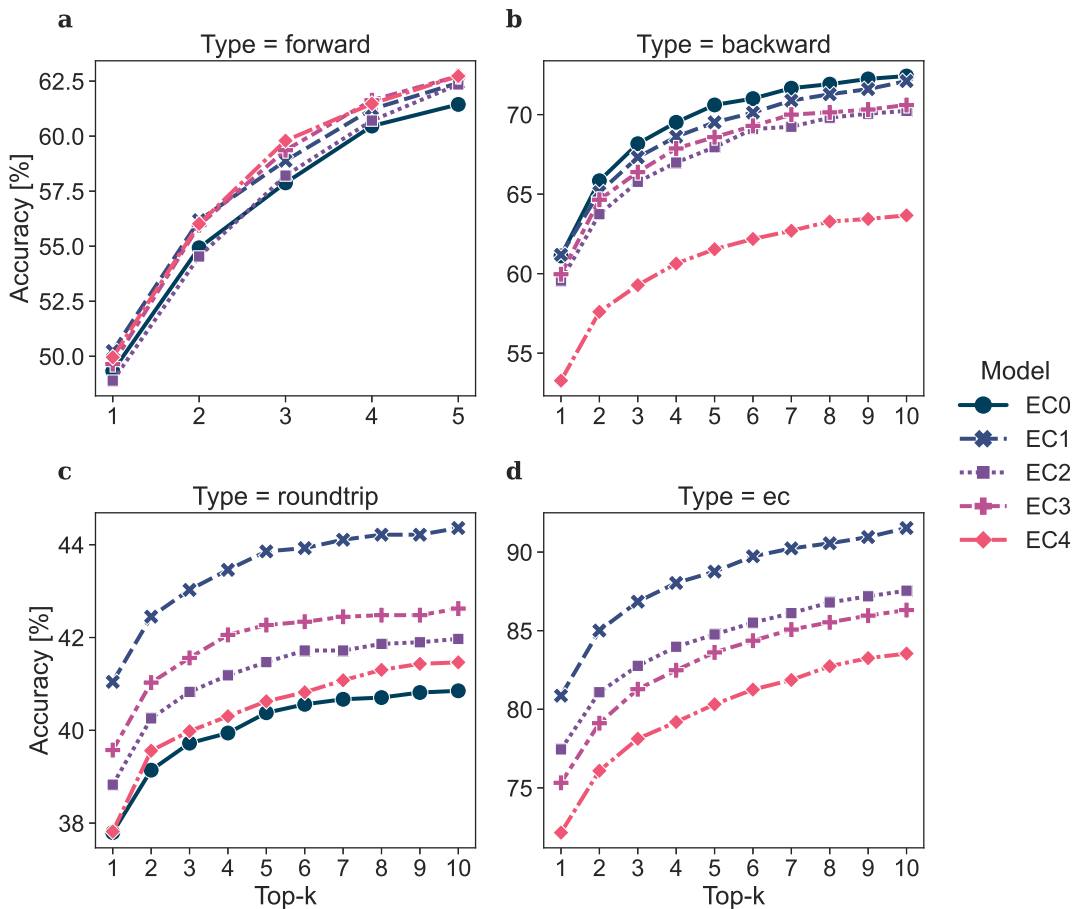 a
Type = forward
Accuracy [%]
62.5
60.0
57.5
55.0
52.5
50.0
1 2 3 4 5
b
Type = backward
70
65
60
55
1 2 3 4 5 6 7 8 9 10
Model
EC0
EC1
EC2
EC3
EC4
c
Type = roundtrip
Accuracy [%]
44
42
40
38
1 2 3 4 5 6 7 8 9 10
Top-k
d
Type = ec
90
85
80
75
1 2 3 4 5 6 7 8 9 10
Top-k